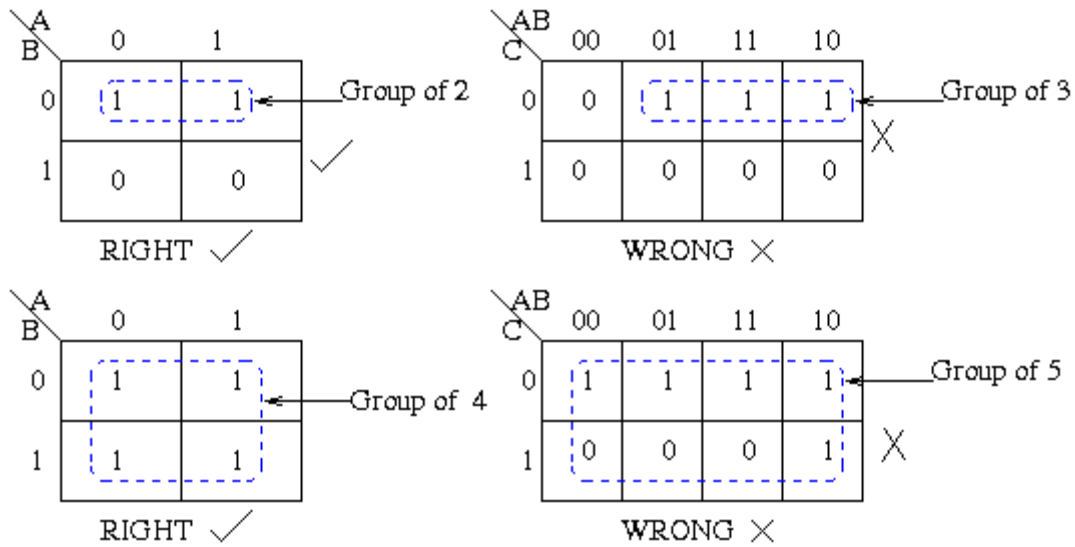 A
B
0 1
0 1 1 Group of 2
1 0 0
RIGHT
AB
C
00 01 11 10
0 0 1 1 1 Group of 3
X
1 0 0 0 0
WRONG X
A
B
0 1
0 1 1
Group of 4
1 1 1
RIGHT
AB
C
00 01 11 10
0 1 1 1 1 Group of 5
1 0 0 0 1 X
WRONG X